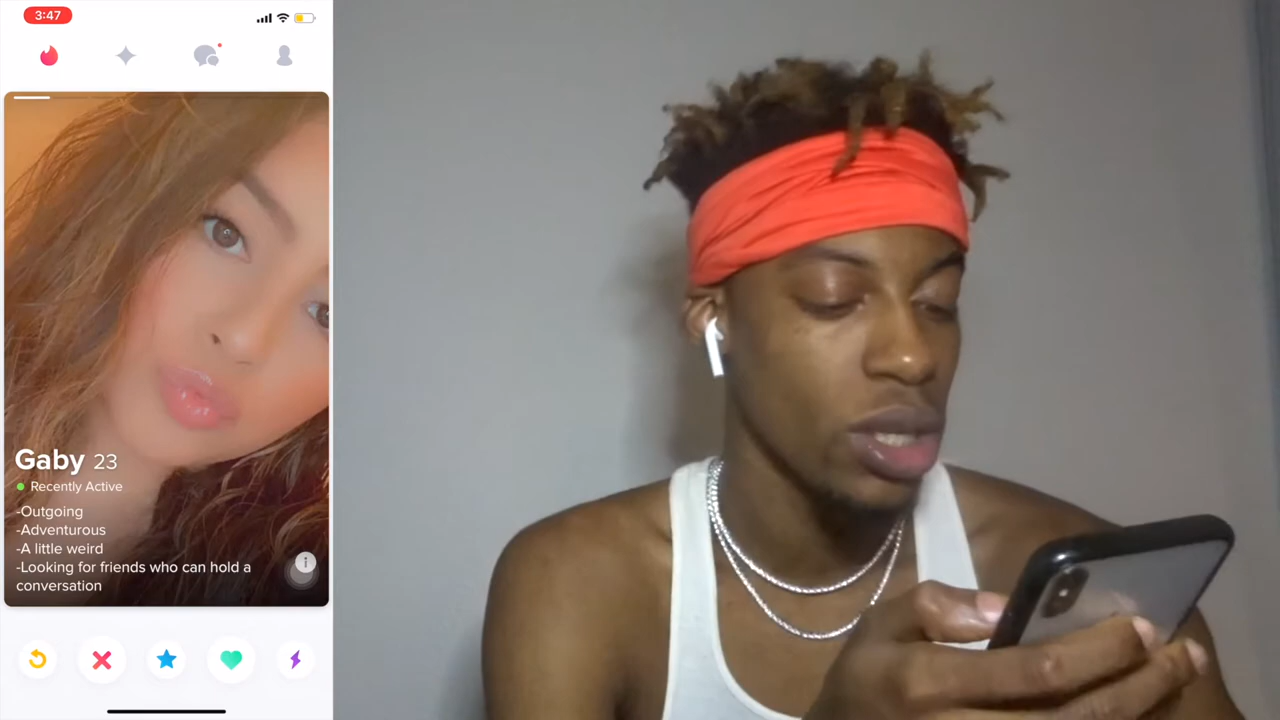 3:47
Gaby 23
Recently Active
-Outgoing
-Adventurous
-A little weird
-Looking for friends who can hold a
conversation